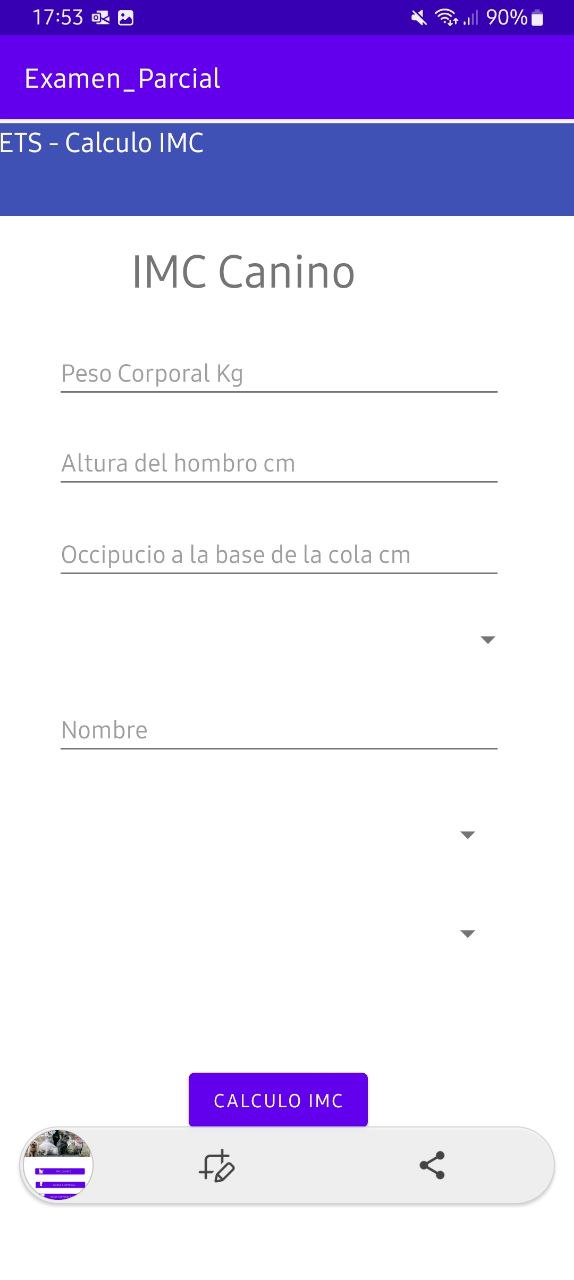 17:53 90%
Examen_Parcial
ETS - Calculo IMC
IMC Canino
Peso Corporal Kg
Altura del hombro cm
Occipucio a la base de la cola cm
Nombre
CALCULO IMC